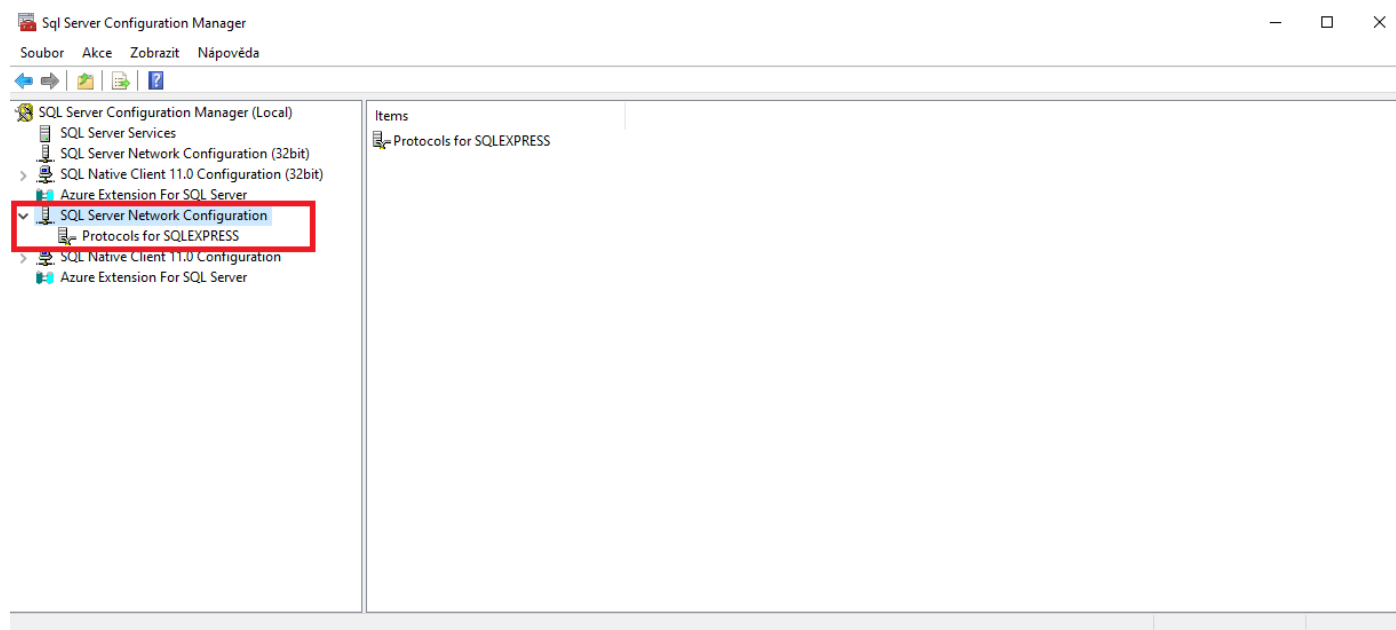 Sql Server Configuration Manager
Soubor Akce Zobrazit Nápověda
SQL Server Configuration Manager (Local)
SQL Server Services
SQL Server Network Configuration (32bit)
SQL Native Client 11.0 Configuration (32bit)
Azure Extension For SQL Server
SQL Server Network Configuration
Protocols for SQLEXPRESS
SQL Native Client 11.0 Configuration
Azure Extension For SQL Server
Items
Protocols for SQLEXPRESS